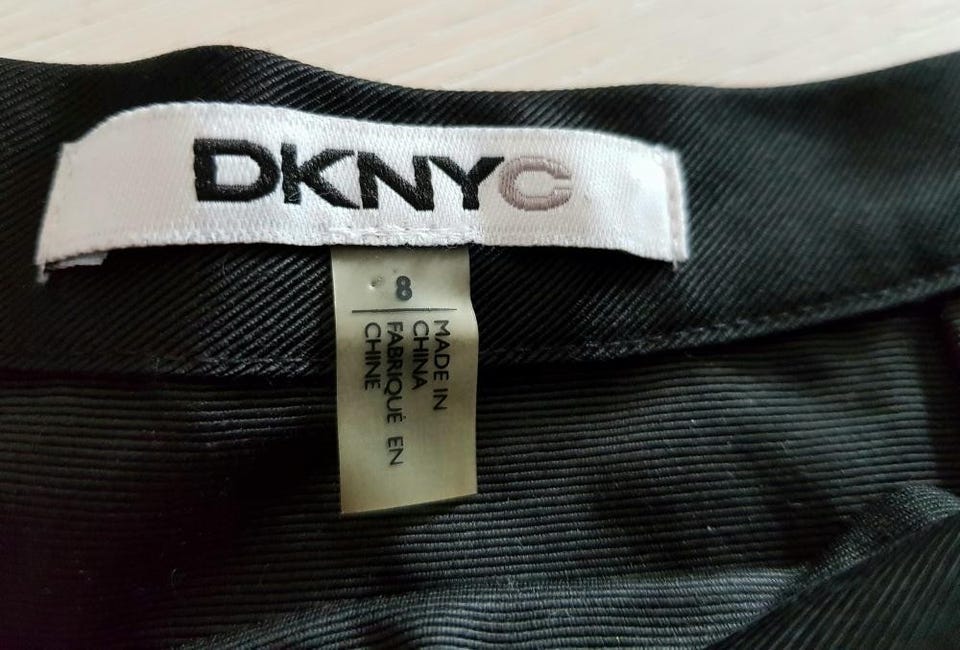 DKNYC
8
MADE IN
CHINA
FABRIQUÉ EN
CHINE